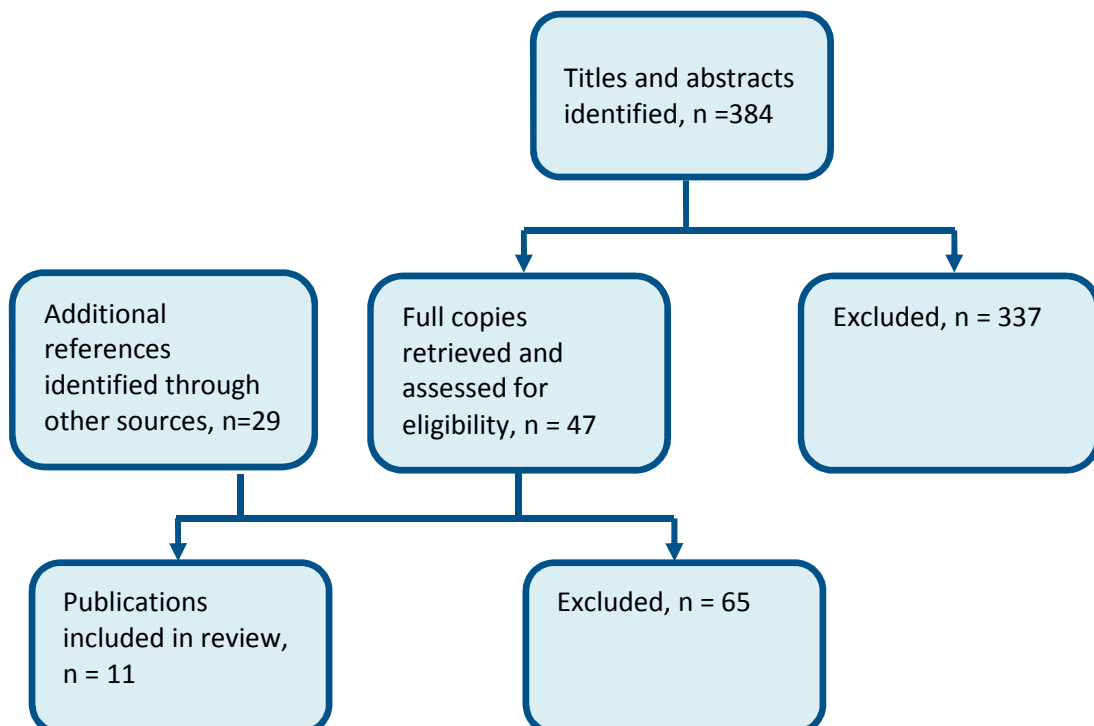 Titles and abstracts
identified, n =384
Additional
references
identified through
other sources, n=29
Full copies
retrieved and
assessed for
eligibility, n = 47
Excluded, n = 337
Publications
included in review,
n = 11
Excluded, n = 65